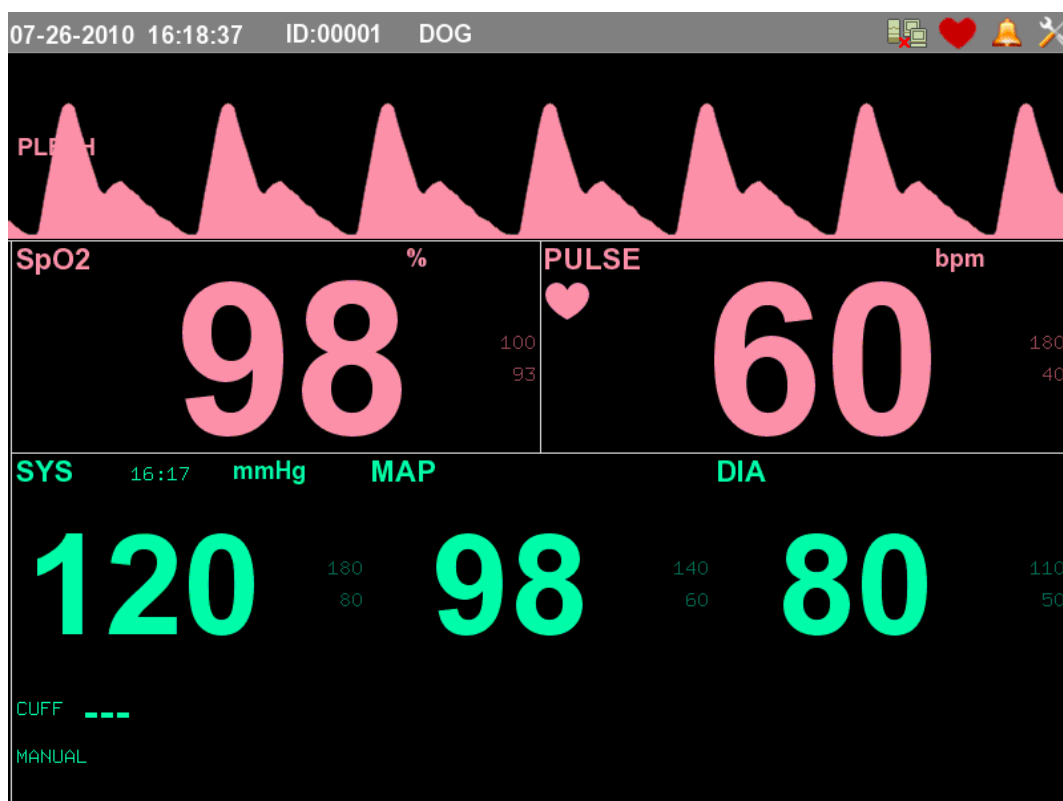 07-26-2010 16:18:37 ID:00001 DOG
PLETH
SpO2 % PULSE bpm
98 60
100 180
93 40
SYS 16:17 mmHg MAP DIA
120 98 80
180 140 110
80 60 50
CUFF ---
MANUAL